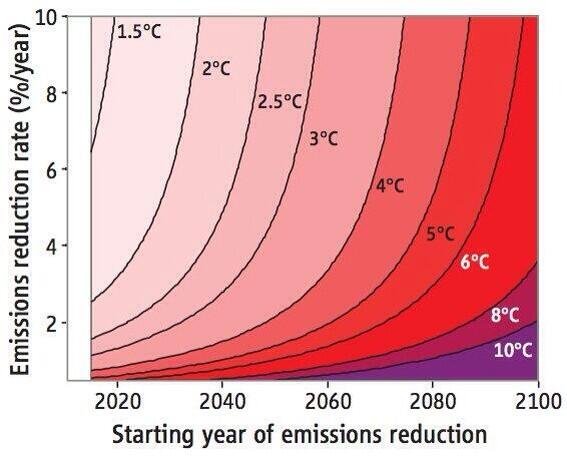 Emissions reduction rate (%/year)
10
8
6
4
2
1.5°C
2°C
2.5°C
3°C
4°C
5°C
6°C
8°C
10°C
2020 2040 2060 2080 2100
Starting year of emissions reduction